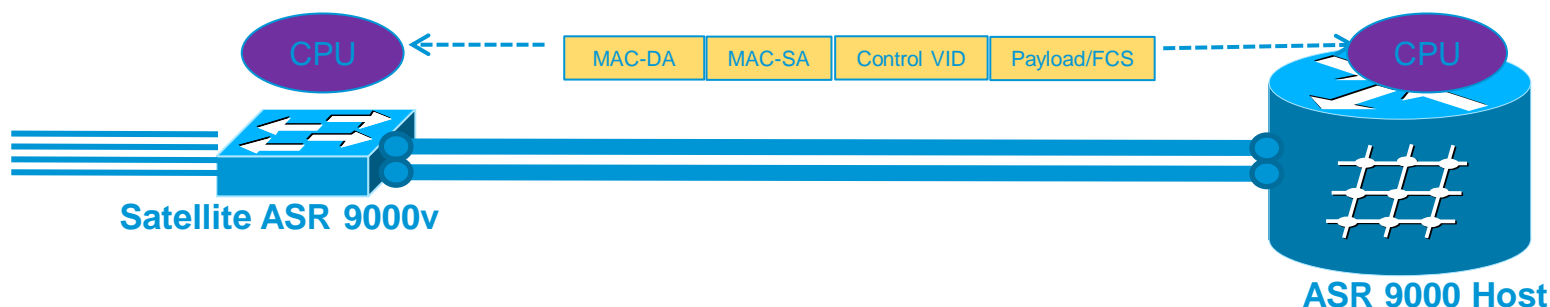 CPU
MAC-DA MAC-SA Control VID Payload/FCS
CPU
Satellite ASR 9000v
ASR 9000 Host